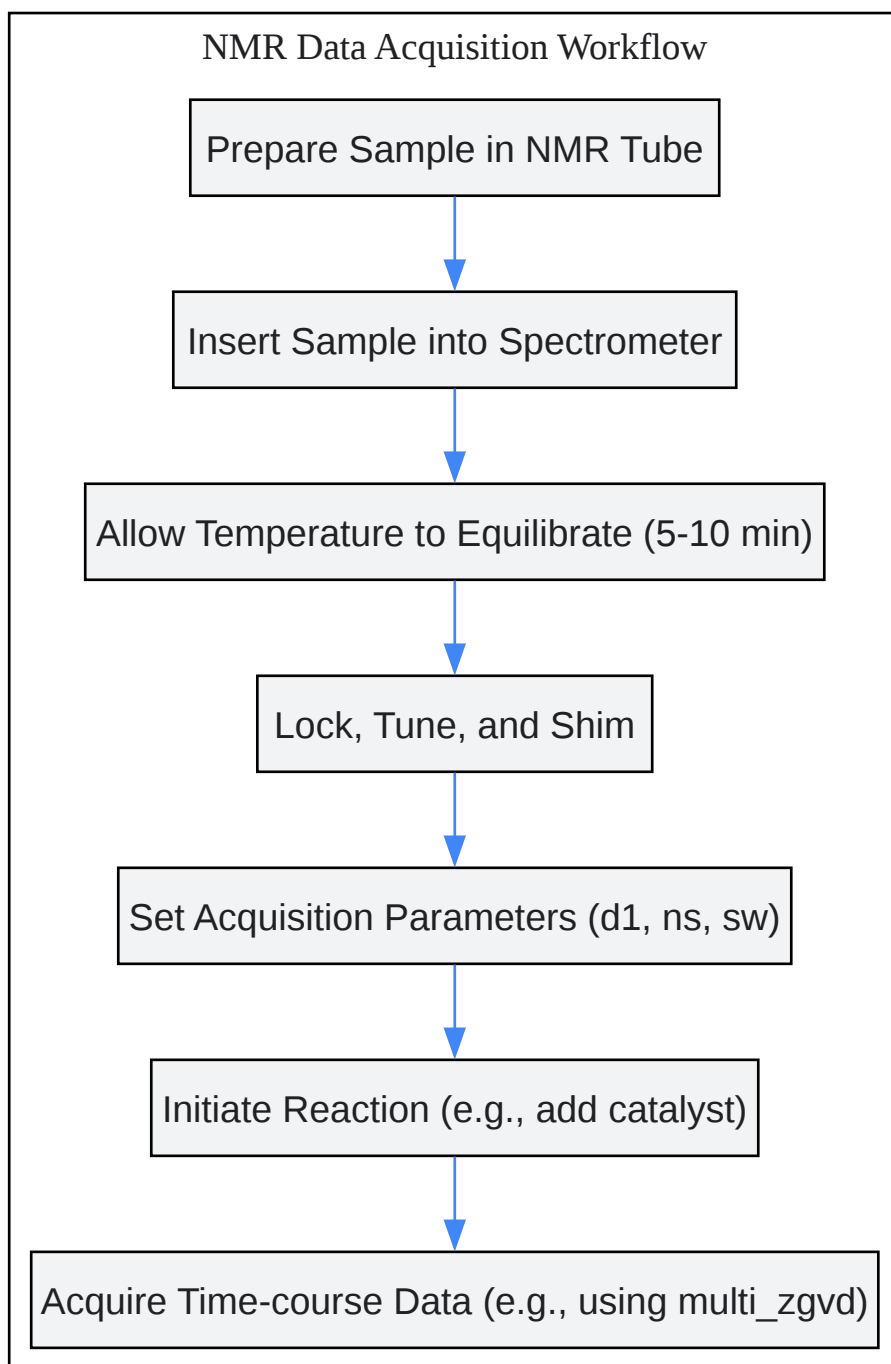 NMR Data Acquisition Workflow
Prepare Sample in NMR Tube
Insert Sample into Spectrometer
Allow Temperature to Equilibrate (5-10 min)
Lock, Tune, and Shim
Set Acquisition Parameters (d1, ns, sw)
Initiate Reaction (e.g., add catalyst)
Acquire Time-course Data (e.g., using multi_zgvd)